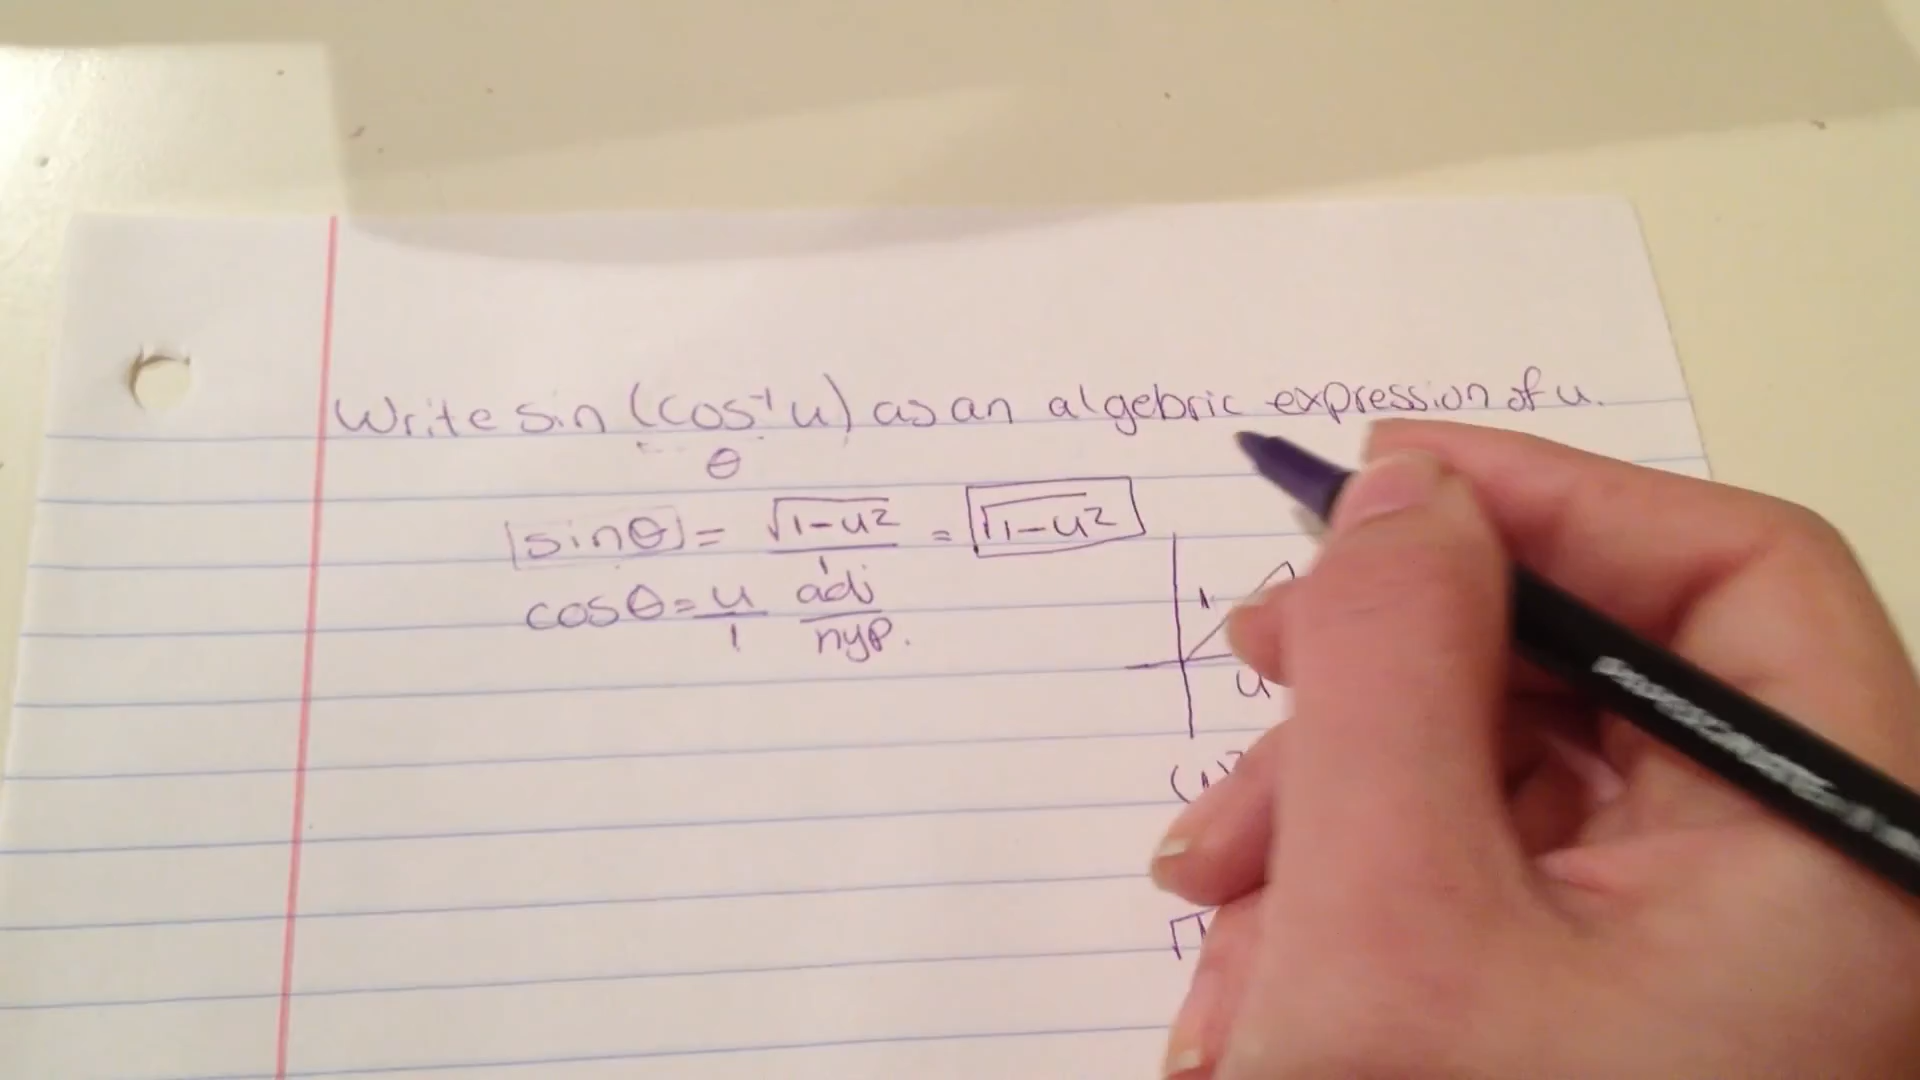 Write sin (cos⁻¹ u) as an algebric expression of u.
θ
|sinθ| = √1-u² / 1 = √1-u²
cosθ = u/1 adj/hyp.
1
u